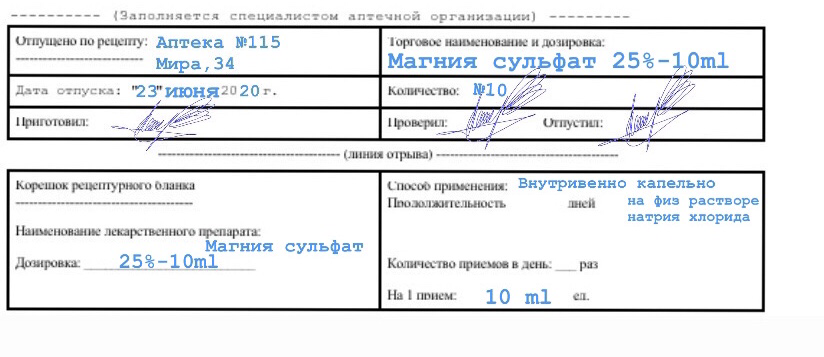 ---------- (Заполняется специалистом аптечной организации) ---------
Отпущено по рецепту: Аптека №115
Мира,34
Торговое наименование и дозировка:
Магния сульфат 25%-10ml
Дата отпуска: "23"июня2020г.
Количество: №10
Приготовил:
Проверил: Отпустил:
(линия отрыва)
Корешок рецептурного бланка
Наименование лекарственного препарата:
Магния сульфат
Дозировка: 25%-10ml
Способ применения: Внутривенно капельно
Продолжительность дней на физ растворе
натрия хлорида
Количество приемов в день: ___ раз
На 1 прием: 10 ml ед.